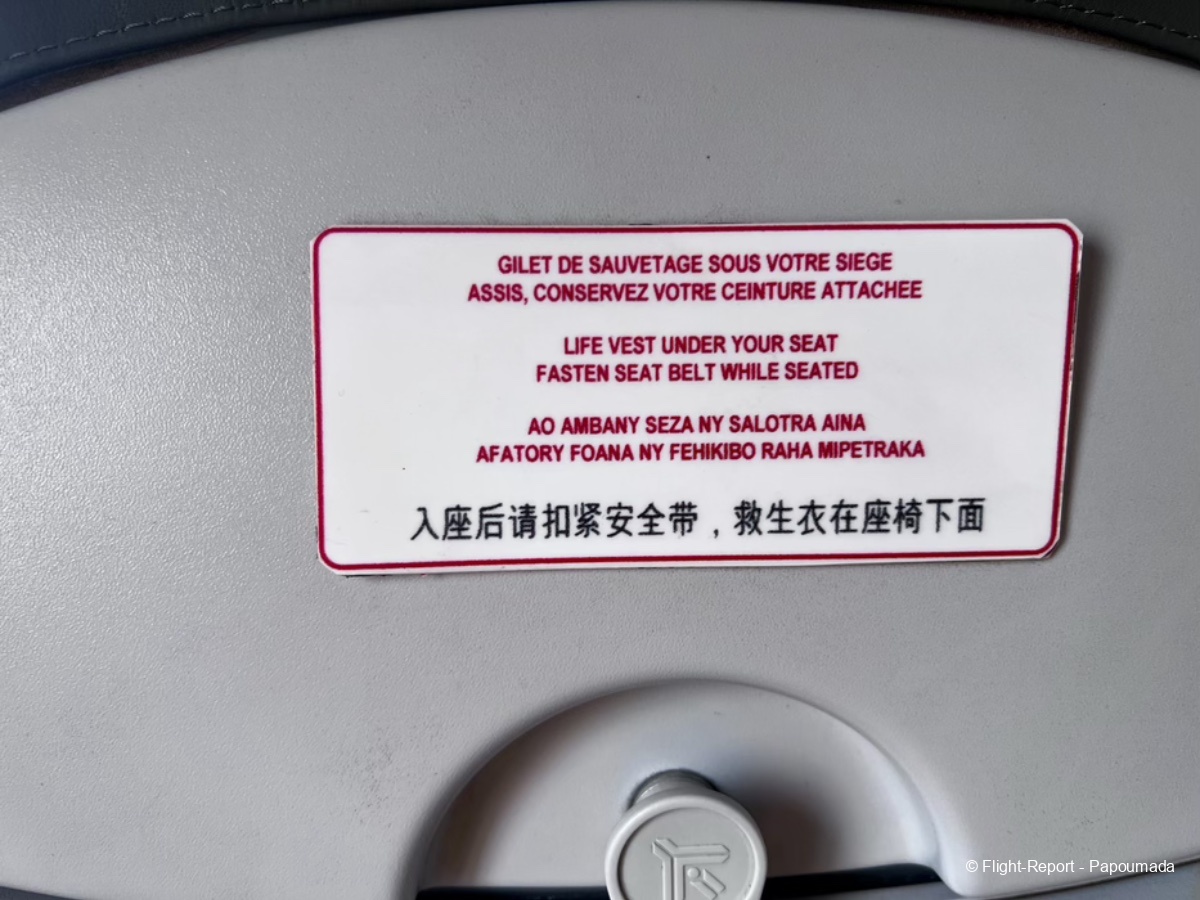 GILET DE SAUVETAGE SOUS VOTRE SIEGE
ASSIS, CONSERVEZ VOTRE CEINTURE ATTACHEE
LIFE VEST UNDER YOUR SEAT
FASTEN SEAT BELT WHILE SEATED
AO AMBANY SEZA NY SALOTRA AINA
AFATORY FOANA NY FEHIKIBO RAHA MIPETRAKA
入座后请扣紧安全带，救生衣在座椅下面
© Flight-Report - Papoumada